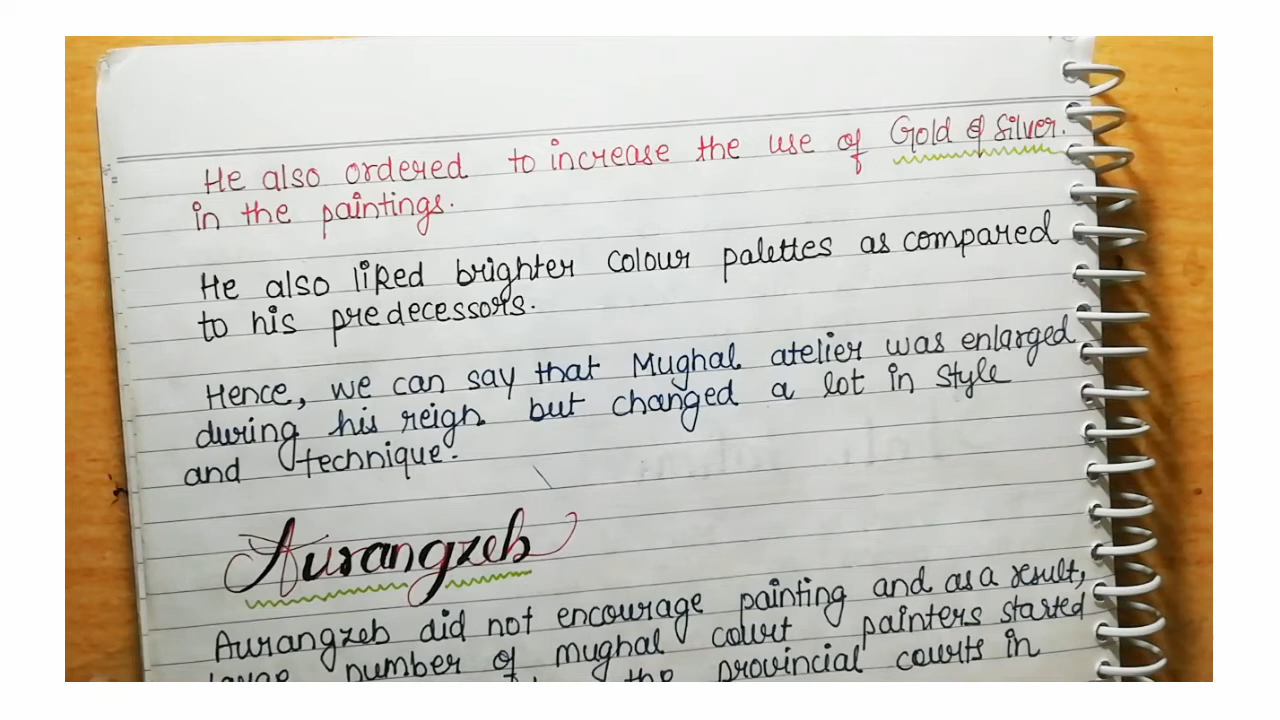 He also ordered to increase the use of Gold & Silver.
in the paintings.
He also liked brighter colour palettes as compared
to his predecessors.
Hence, we can say that Mughal atelier was enlarged
during his reign but changed a lot in style
and technique.
Aurangzeb
Aurangzeb did not encourage painting and as a result,
large number of mughal court painters started
the provincial courts in